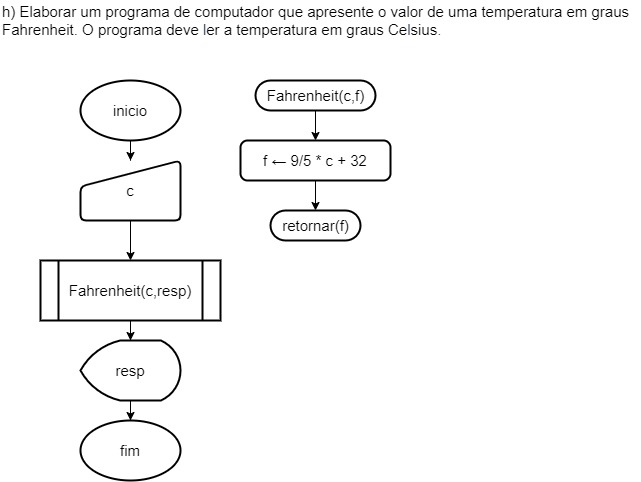 h) Elaborar um programa de computador que apresente o valor de uma temperatura em graus
Fahrenheit. O programa deve ler a temperatura em graus Celsius.
inicio
c
Fahrenheit(c,resp)
resp
fim
Fahrenheit(c,f)
f ← 9/5 * c + 32
retornar(f)